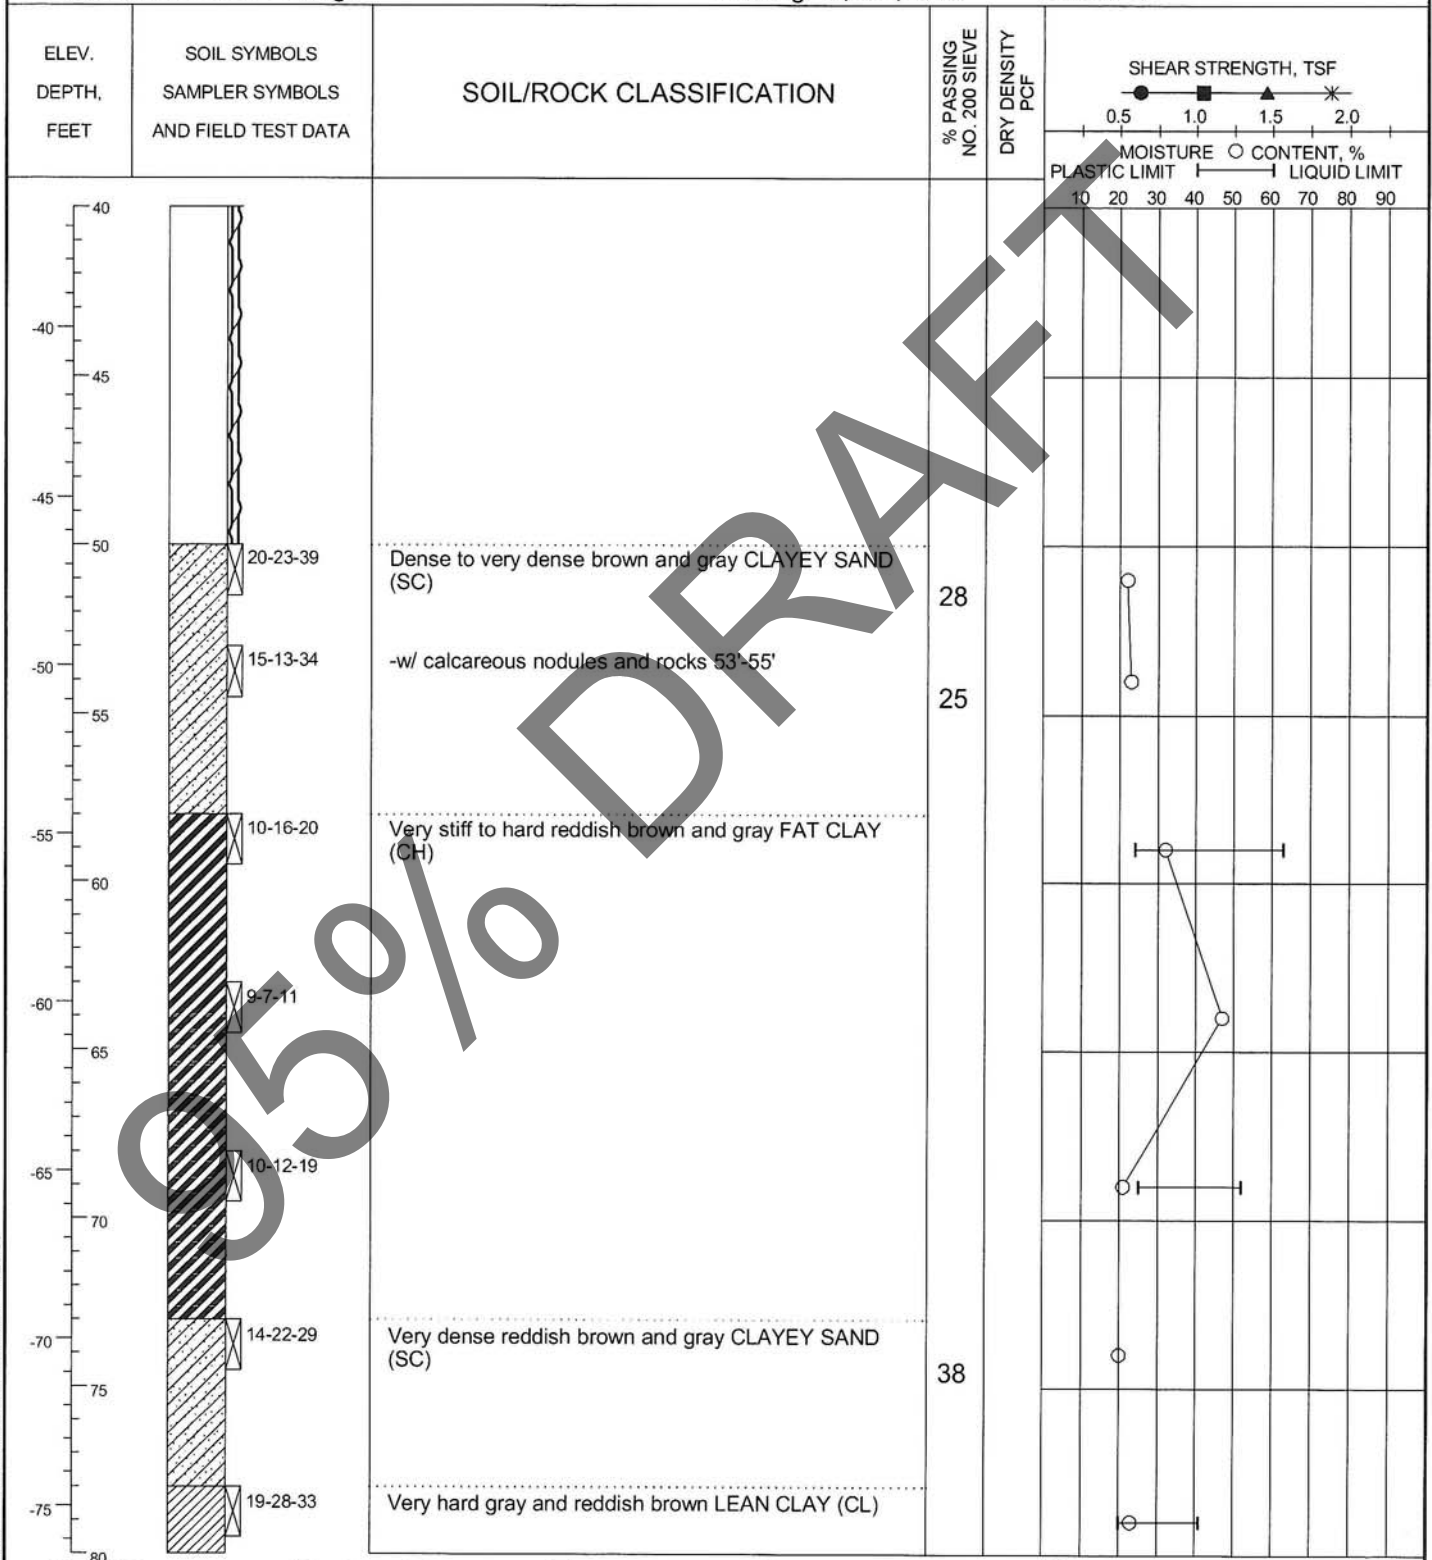 ELEV.
DEPTH,
FEET
SOIL SYMBOLS
SAMPLER SYMBOLS
AND FIELD TEST DATA
SOIL/ROCK CLASSIFICATION
% PASSING
NO. 200 SIEVE
DRY DENSITY
PCF
SHEAR STRENGTH, TSF
0.5 1.0 1.5 2.0
MOISTURE CONTENT, %
PLASTIC LIMIT LIQUID LIMIT
10 20 30 40 50 60 70 80 90
40
-40
45
-45
50
20-23-39 Dense to very dense brown and gray CLAYEY SAND
(SC)
28
-50
15-13-34 -w/ calcareous nodules and rocks 53'-55'
25
55
-55
10-16-20 Very stiff to hard reddish brown and gray FAT CLAY
(CH)
60
-60
9-7-11
65
-65
10-12-19
70
-70
14-22-29 Very dense reddish brown and gray CLAYEY SAND
(SC)
38
75
-75
19-28-33 Very hard gray and reddish brown LEAN CLAY (CL)
80
95% DRAFT